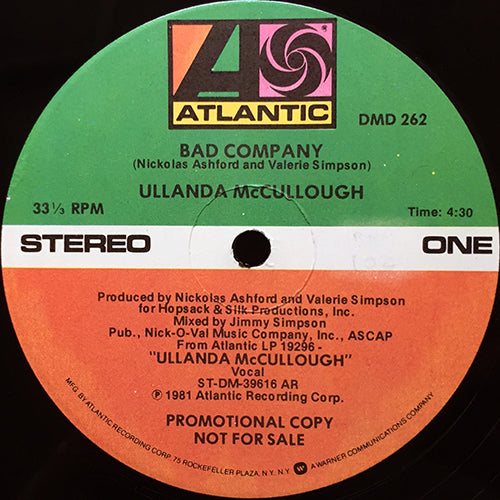 ATLANTIC
DMD 262
BAD COMPANY
(Nickolas Ashford and Valerie Simpson)
ULLANDA McCULLOUGH
33⅓ RPM
Time: 4:30
STEREO
ONE
Produced by Nickolas Ashford and Valerie Simpson
for Hopsack & Silk Productions, Inc.
Mixed by Jimmy Simpson
Pub., Nick-O-Val Music Company, Inc., ASCAP
From Atlantic LP 19296 -
"ULLANDA McCULLOUGH"
Vocal
ST-DM-39616 AR
℗ 1981 Atlantic Recording Corp.
PROMOTIONAL COPY
NOT FOR SALE
MFG. BY ATLANTIC RECORDING CORP. 75 ROCKEFELLER PLAZA, N.Y. N.Y. A WARNER COMMUNICATIONS COMPANY